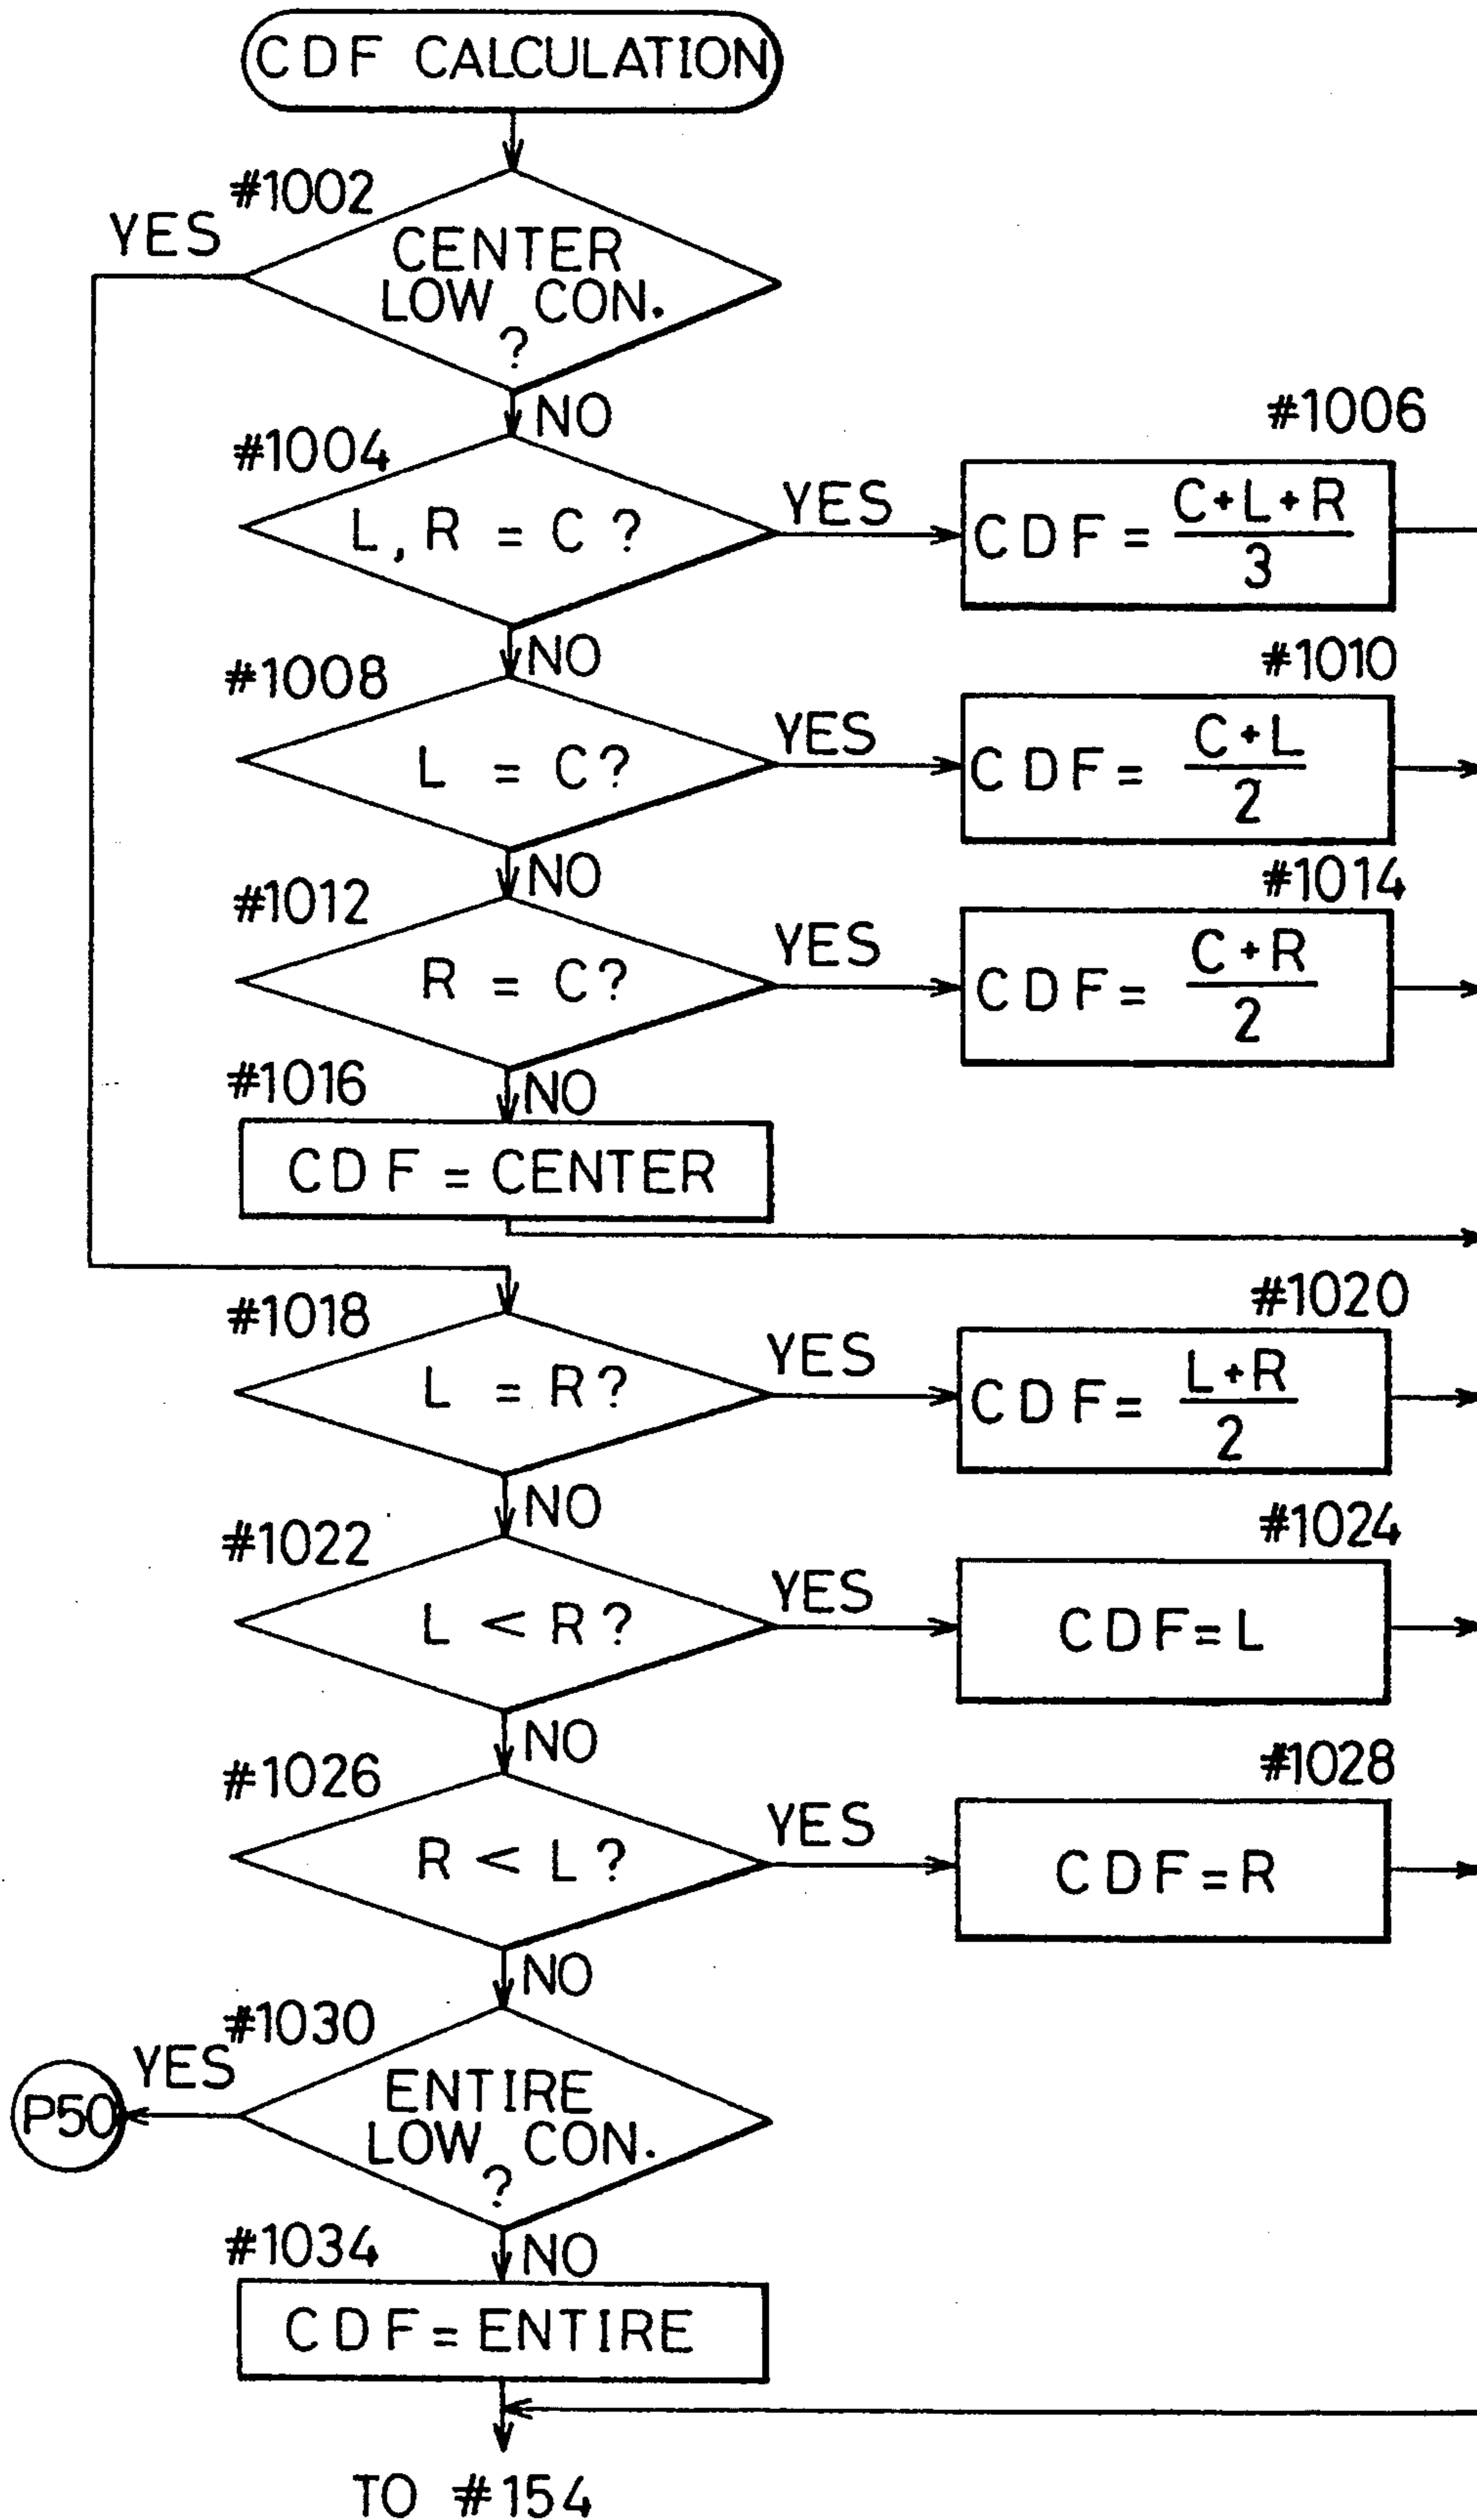 CDF CALCULATION
#1002
YES
CENTER
LOW CON.
?
NO
#1004
L, R = C ?
YES
#1006
CDF = C+L+R
3
NO
#1008
L = C?
YES
#1010
CDF = C+L
2
NO
#1012
R = C?
YES
#1014
CDF = C+R
2
NO
#1016
CDF = CENTER
#1018
L = R?
YES
#1020
CDF = L+R
2
NO
#1022
L < R?
YES
#1024
CDF = L
NO
#1026
R < L?
YES
#1028
CDF = R
NO
#1030
YES
P50
ENTIRE
LOW CON.
?
NO
#1034
CDF = ENTIRE
TO #154